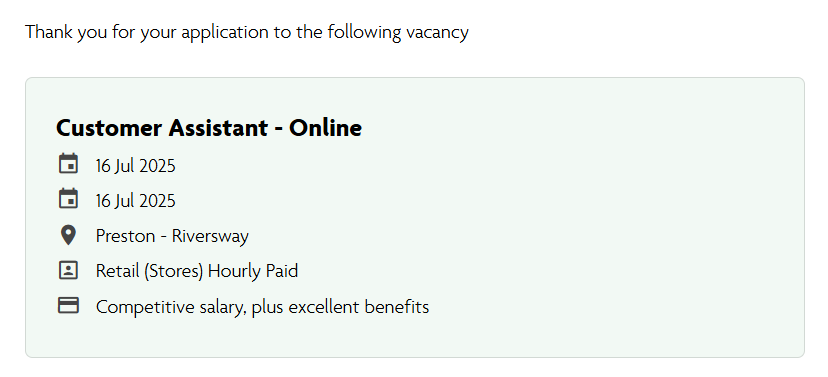 Thank you for your application to the following vacancy
Customer Assistant - Online
16 Jul 2025
16 Jul 2025
Preston - Riversway
Retail (Stores) Hourly Paid
Competitive salary, plus excellent benefits